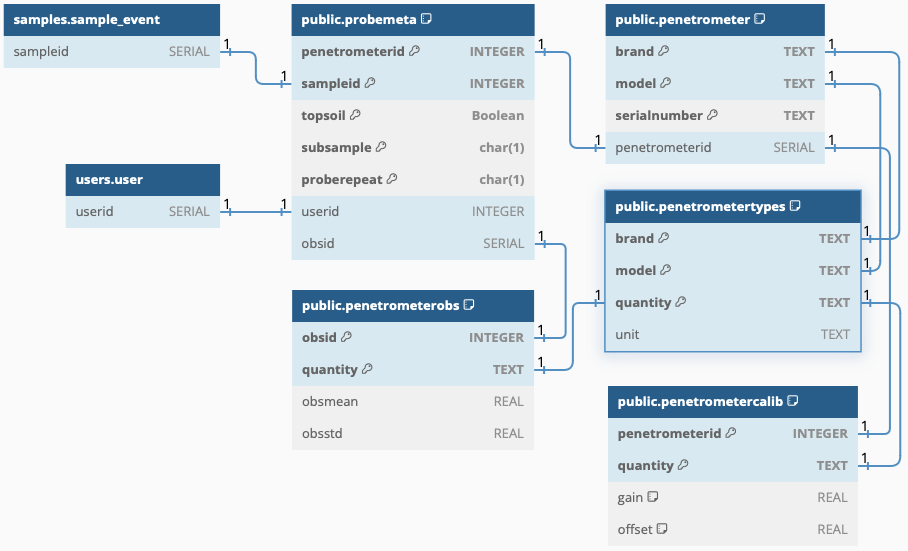 samples.sample_event
sampleid SERIAL
1
1
public.probemeta
penetrometerid INTEGER
sampleid INTEGER
topsoil Boolean
subsample char(1)
proberepeat char(1)
userid INTEGER
obsid SERIAL
1
1
public.penetrometer
brand TEXT
model TEXT
serialnumber TEXT
penetrometerid SERIAL
1
1
1
1
users.user
userid SERIAL
1
1
public.penetrometertypes
brand TEXT
model TEXT
quantity TEXT
unit TEXT
1
1
1
1
public.penetrometerobs
obsid INTEGER
quantity TEXT
obsmean REAL
obsstd REAL
1
1
public.penetrometercalib
penetrometerid INTEGER
quantity TEXT
gain REAL
offset REAL
1
1